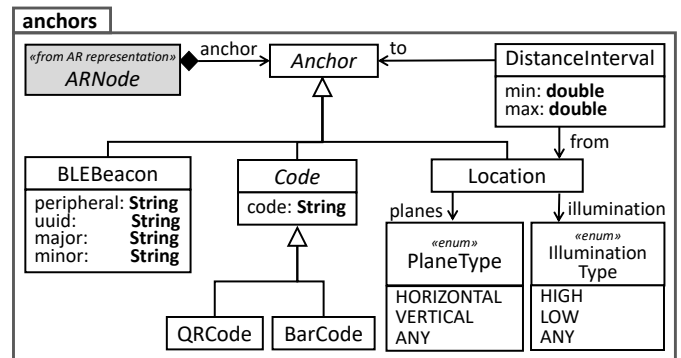 anchors
«from AR representation»
ARNode
anchor
Anchor
to
DistanceInterval
min: double
max: double
from
BLEBeacon
peripheral: String
uuid: String
major: String
minor: String
Code
code: String
Location
planes
illumination
«enum»
PlaneType
HORIZONTAL
VERTICAL
ANY
«enum»
Illumination
Type
HIGH
LOW
ANY
QRCode
BarCode